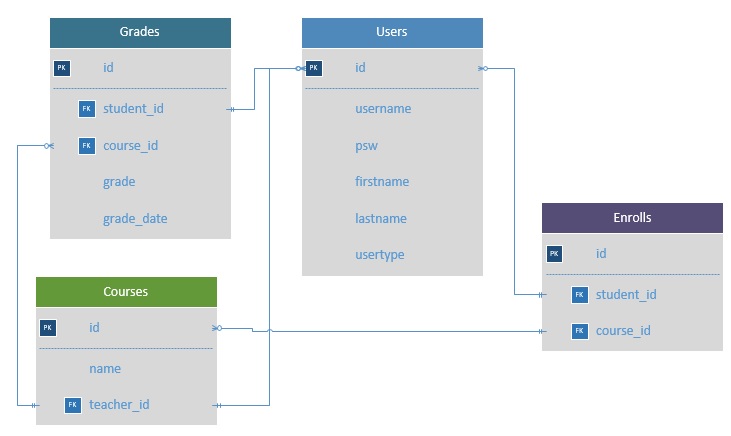 Grades
PK id
FK student_id
FK course_id
grade
grade_date
Users
PK id
username
psw
firstname
lastname
usertype
Enrolls
PK id
FK student_id
FK course_id
Courses
PK id
name
FK teacher_id